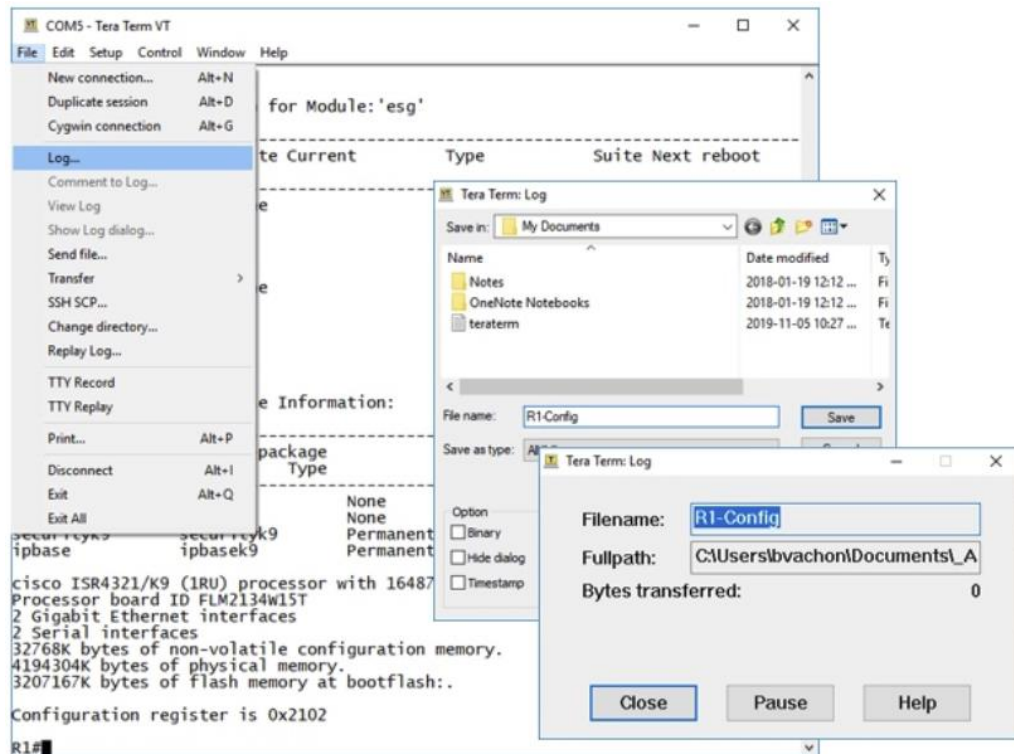 COM5 - Tera Term VT
File Edit Setup Control Window Help
New connection... Alt+N
Duplicate session Alt+D
Cygwin connection Alt+G
Log...
Comment to Log...
View Log
Show Log dialog...
Send file...
Transfer >
SSH SCP...
Change directory...
Replay Log...
TTY Record
TTY Replay
Print... Alt+P
Disconnect Alt+I
Exit Alt+Q
Exit All
for Module:'esg'
te Current Type Suite Next reboot
e
e
e Information:
package
Type
None
None
securityk9 securityk9 Permanent
ipbase ipbasek9 Permanent
cisco ISR4321/K9 (1RU) processor with 16487
Processor board ID FLM2134W15T
2 Gigabit Ethernet interfaces
2 Serial interfaces
32768K bytes of non-volatile configuration memory.
4194304K bytes of physical memory.
3207167K bytes of flash memory at bootflash:.
Configuration register is 0x2102
R1#
Tera Term: Log
Save in: My Documents
Name Date modified Ty
Notes 2018-01-19 12:12 ... Fi
OneNote Notebooks 2018-01-19 12:12 ... Fi
teraterm 2019-11-05 10:27 ... Te
File name: R1-Config Save
Save as type:
Option
Binary
Hide dialog
Timestamp
Tera Term: Log
Filename: R1-Config
Fullpath: C:\Users\bvachon\Documents\_A
Bytes transferred: 0
Close Pause Help